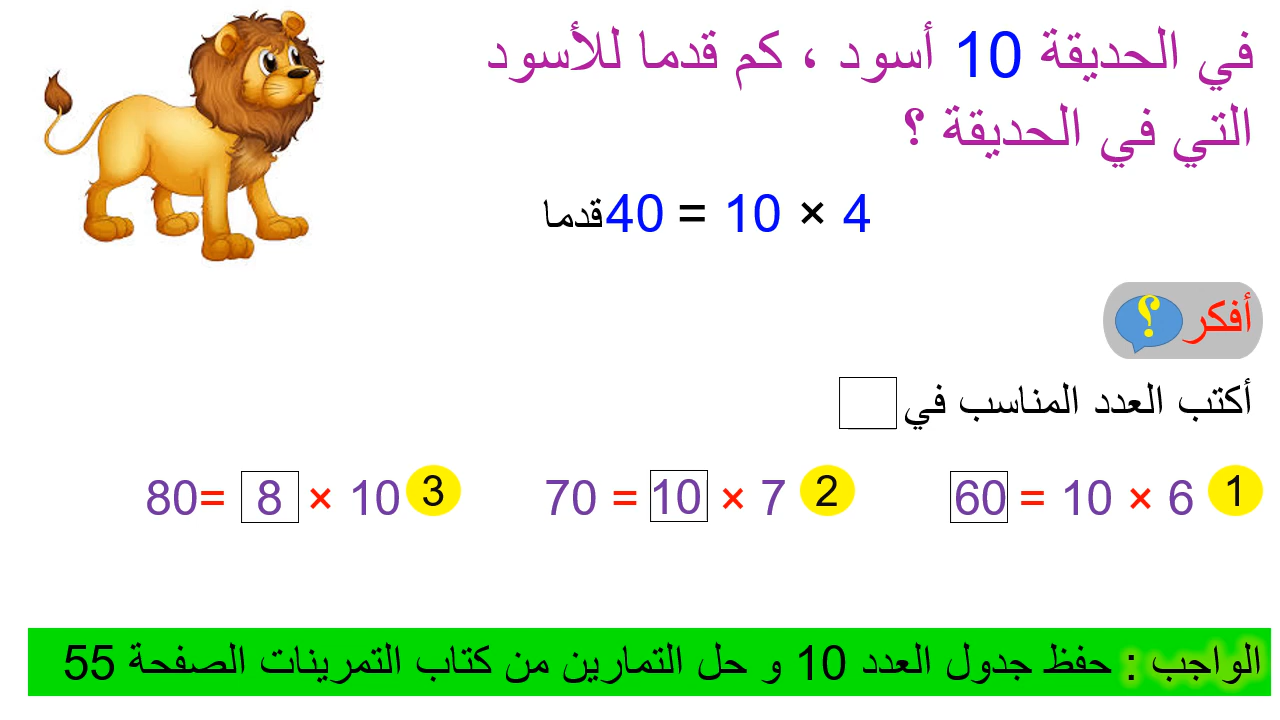 في الحديقة 10 أسود ، كم قدما للأسود
التي في الحديقة ؟
4 × 10 = 40 قدما
أفكر ؟
أكتب العدد المناسب في
1 6 × 10 = 60
2 7 × 10 = 70
3 10 × 8 = 80
الواجب : حفظ جدول العدد 10 و حل التمارين من كتاب التمرينات الصفحة 55